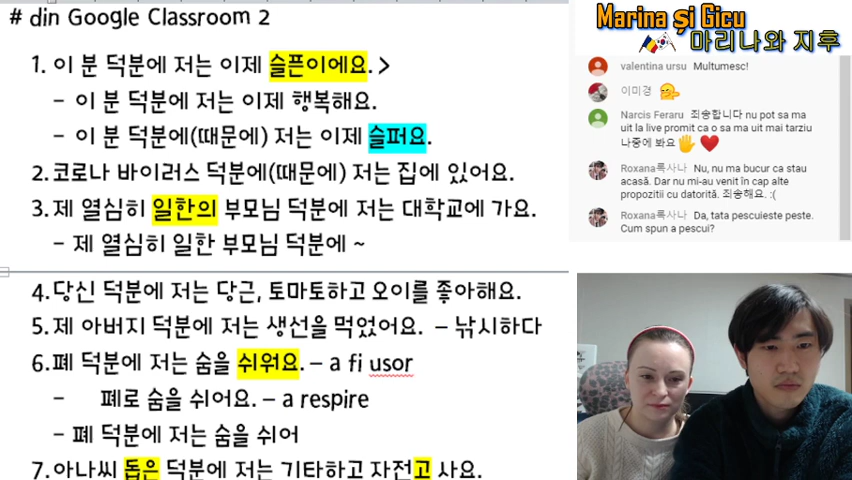 # din Google Classroom 2
1. 이 분 덕분에 저는 이제 슬픈이에요. >
- 이 분 덕분에 저는 이제 행복해요.
- 이 분 덕분에(때문에) 저는 이제 슬퍼요.
2. 코로나 바이러스 덕분에(때문에) 저는 집에 있어요.
3. 제 열심히 일한의 부모님 덕분에 저는 대학교에 가요.
- 제 열심히 일한 부모님 덕분에 ~
4. 당신 덕분에 저는 당근, 토마토하고 오이를 좋아해요.
5. 제 아버지 덕분에 저는 생선을 먹었어요. – 낚시하다
6. 폐 덕분에 저는 숨을 쉬워요. – a fi usor
- 폐로 숨을 쉬어요. – a respire
- 폐 덕분에 저는 숨을 쉬어
7. 아나씨 돕은 덕분에 저는 기타하고 자전고 사요.
Marina și Gicu
마리나와 지후
valentina ursu Multumesc!
이미경
Narcis Feraru 죄송합니다 nu pot sa ma
uit la live promit ca o sa ma uit mai tarziu
나중에 봐요
Roxana록사나 Nu, nu ma bucur ca stau
acasă. Dar nu mi-au venit în cap alte
propozitii cu datorită. 죄송해요. :(
Roxana록사나 Da, tata pescuieste peste.
Cum spun a pescui?